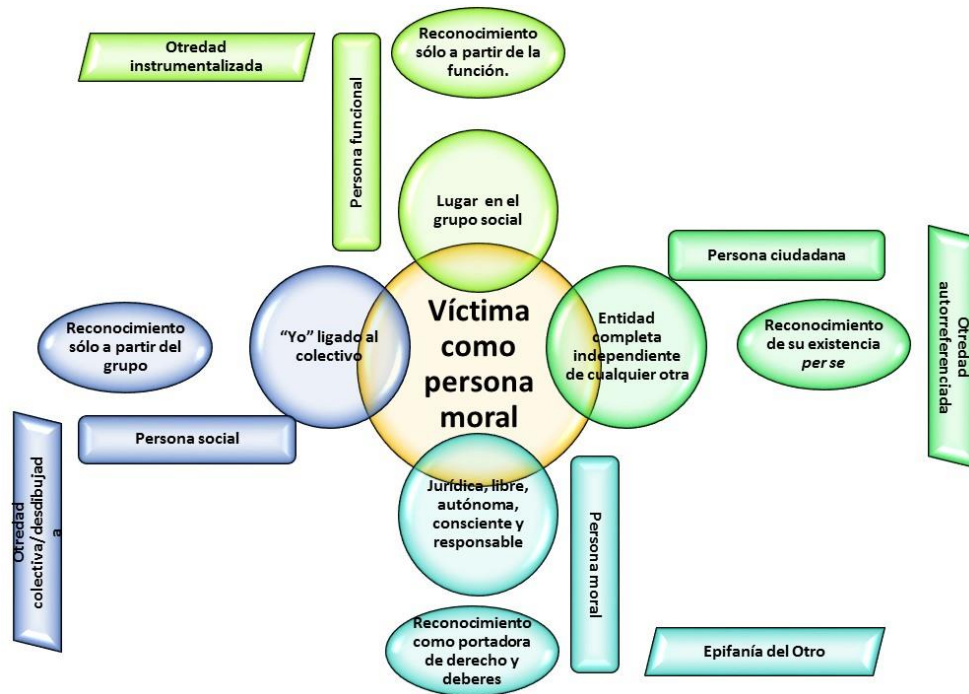 Otredad
instrumentalizada
Persona funcional
Reconocimiento
sólo a partir de la
función.
Lugar en el
grupo social
Persona ciudadana
Otredad
autorreferenciada
Reconocimiento
sólo a partir del
grupo
“Yo” ligado al
colectivo
Víctima
como
persona
moral
Entidad
completa
independiente
de cualquier otra
Reconocimiento
de su existencia
per se
Persona social
Otredad
colectiva/desdibujad
a
Jurídica, libre,
autónoma,
consciente y
responsable
Persona moral
Reconocimiento
como portadora
de derecho y
deberes
Epifanía del Otro